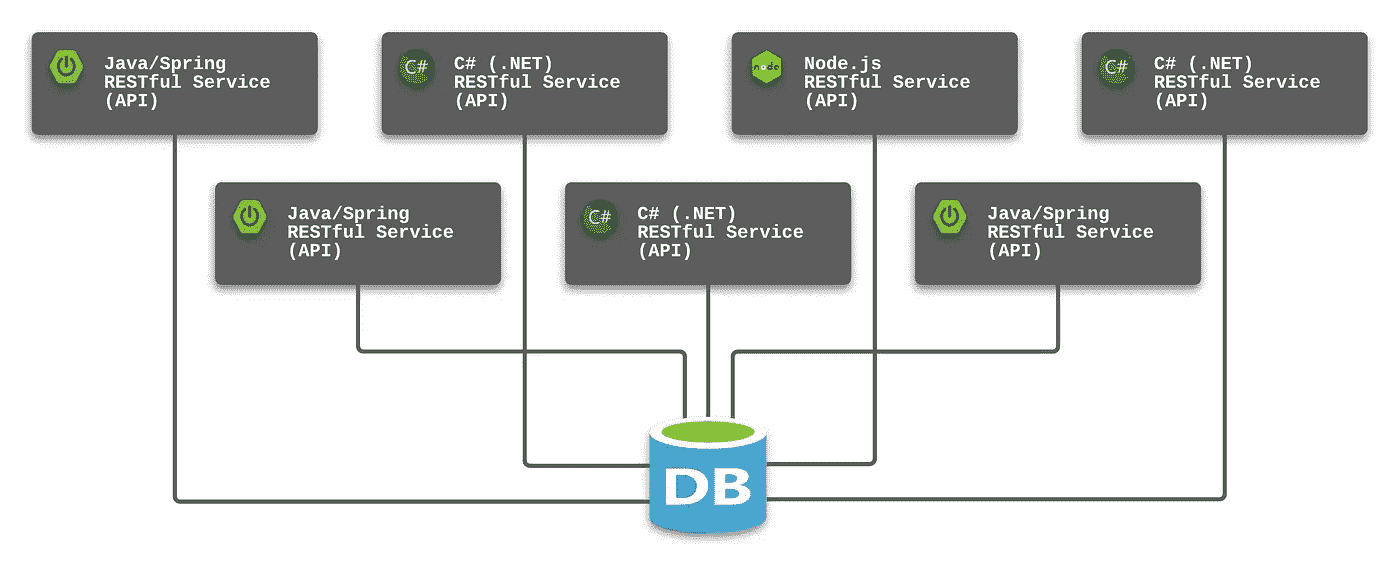 Java/Spring
RESTful Service
(API)
C#
C# (.NET)
RESTful Service
(API)
node
Node.js
RESTful Service
(API)
C#
C# (.NET)
RESTful Service
(API)
Java/Spring
RESTful Service
(API)
C#
C# (.NET)
RESTful Service
(API)
Java/Spring
RESTful Service
(API)
DB